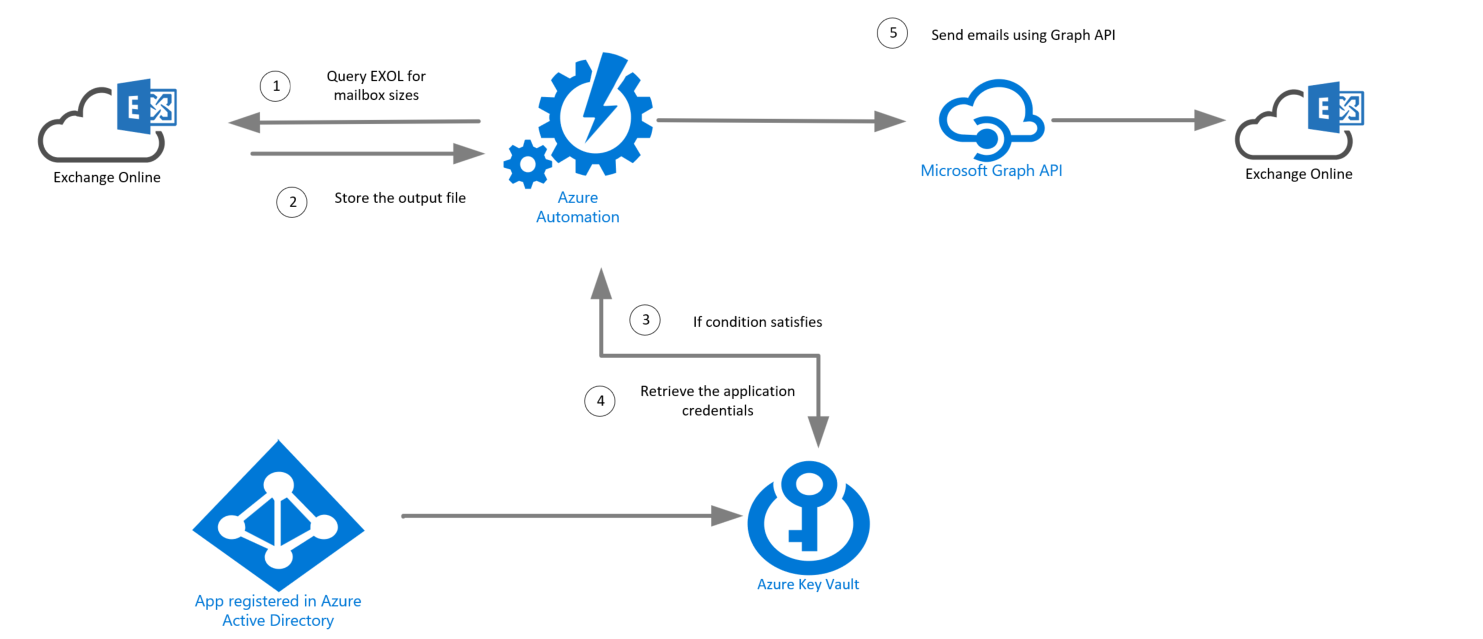 5
Send emails using Graph API
1
Query EXOL for
mailbox sizes
E
Exchange Online
2
Store the output file
Azure
Automation
Microsoft Graph API
E
Exchange Online
3
If condition satisfies
4
Retrieve the application
credentials
App registered in Azure
Active Directory
Azure Key Vault